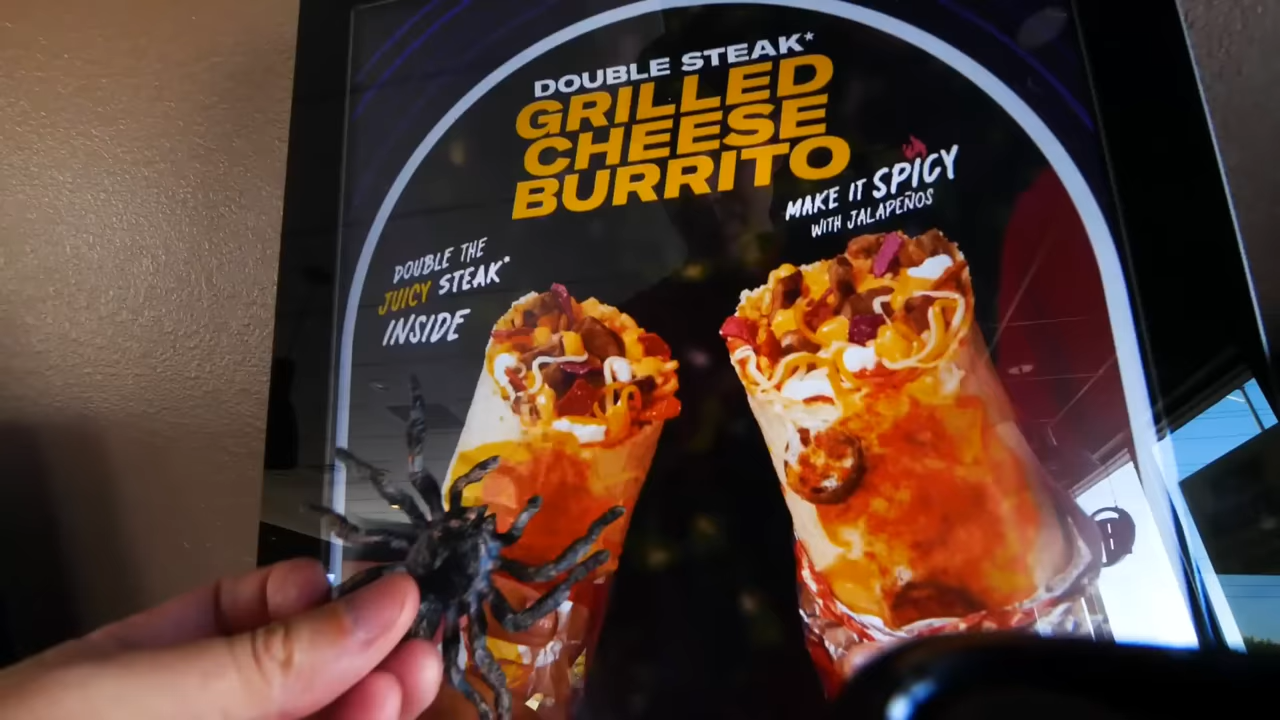 DOUBLE STEAK*
GRILLED
CHEESE
BURRITO
MAKE IT SPICY
WITH JALAPEÑOS
DOUBLE THE
JUICY STEAK*
INSIDE